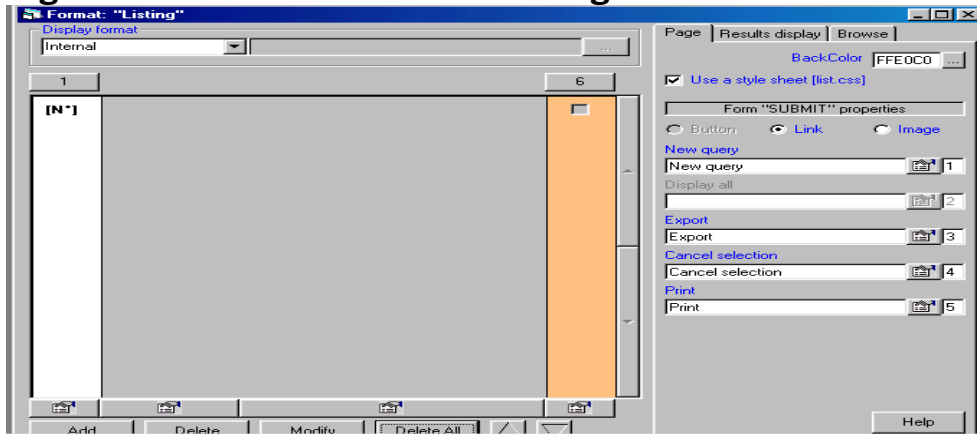 Format: "Listing"
Display format
Internal
...
1
6
[N°]
Add
Delete
Modify
Delete All
Page
Results display
Browse
BackColor
FFE0C0
...
Use a style sheet [list.css]
Form "SUBMIT" properties
Button
Link
Image
New query
New query
1
Display all
2
Export
Export
3
Cancel selection
Cancel selection
4
Print
Print
5
Help